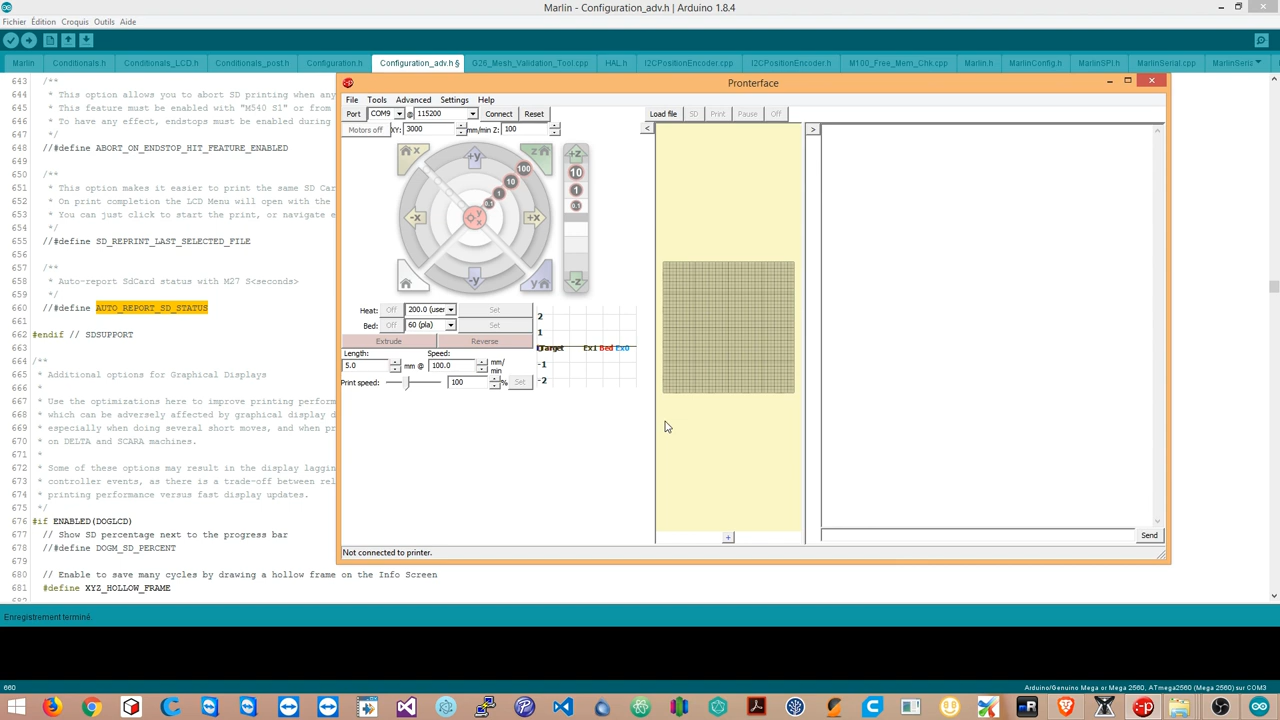 Marlin - Configuration_adv.h | Arduino 1.8.4
Fichier Édition Croquis Outils Aide
Marlin Conditionals.h Conditionals_LCD.h Conditionals_post.h Configuration.h Configuration_adv.h § G26_Mesh_Validation_Tool.cpp HAL.h I2CPositionEncoder.cpp I2CPositionEncoder.h M100_Free_Mem_Chk.cpp Marlin.h MarlinConfig.h MarlinSPI.h MarlinSerial.cpp MarlinSeria
643 /**
644 * This option allows you to abort SD printing when any
645 * This feature must be enabled with "M540 S1" or from
646 * To have any effect, endstops must be enabled during
647 */
648 //#define ABORT_ON_ENDSTOP_HIT_FEATURE_ENABLED
649
650 /**
651 * This option makes it easier to print the same SD Card
652 * On print completion the LCD Menu will open with the
653 * You can just click to start the print, or navigate e
654 */
655 //#define SD_REPRINT_LAST_SELECTED_FILE
656
657 /**
658 * Auto-report SdCard status with M27 S<seconds>
659 */
660 //#define AUTO_REPORT_SD_STATUS
661
662 #endif // SDSUPPORT
663
664 /**
665 * Additional options for Graphical Displays
666 *
667 * Use the optimizations here to improve printing perfor
668 * which can be adversely affected by graphical display d
669 * especially when doing several short moves, and when pr
670 * on DELTA and SCARA machines.
671 *
672 * Some of these options may result in the display lagging
673 * controller events, as there is a trade-off between rel
674 * printing performance versus fast display updates.
675 */
676 #if ENABLED(DOGLCD)
677 // Show SD percentage next to the progress bar
678 //#define DOGM_SD_PERCENT
679
680 // Enable to save many cycles by drawing a hollow frame on the Info Screen
681 #define XYZ_HOLLOW_FRAME
Pronterface
File Tools Advanced Settings Help
Port COM9 @ 115200 Connect Reset Load file SD Print Pause Off
Motors off XY: 3000 mm/min Z: 100 < >
x +y z +z
100
10 10
1 1
0.1 0.1
-x y x +x
-y y -z
Heat: Off 200.0 (user Set
Bed: Off 60 (pla) Set
Extrude Reverse
Length: Speed:
5.0 mm @ 100.0 mm/ min
Print speed: 100 % Set
2
1
Target Ex1 Bed Ex0
-1
-2
+
Send
Not connected to printer.
Enregistrement terminé.
660 Arduino/Genuino Mega or Mega 2560, ATmega2560 (Mega 2560) sur COM3